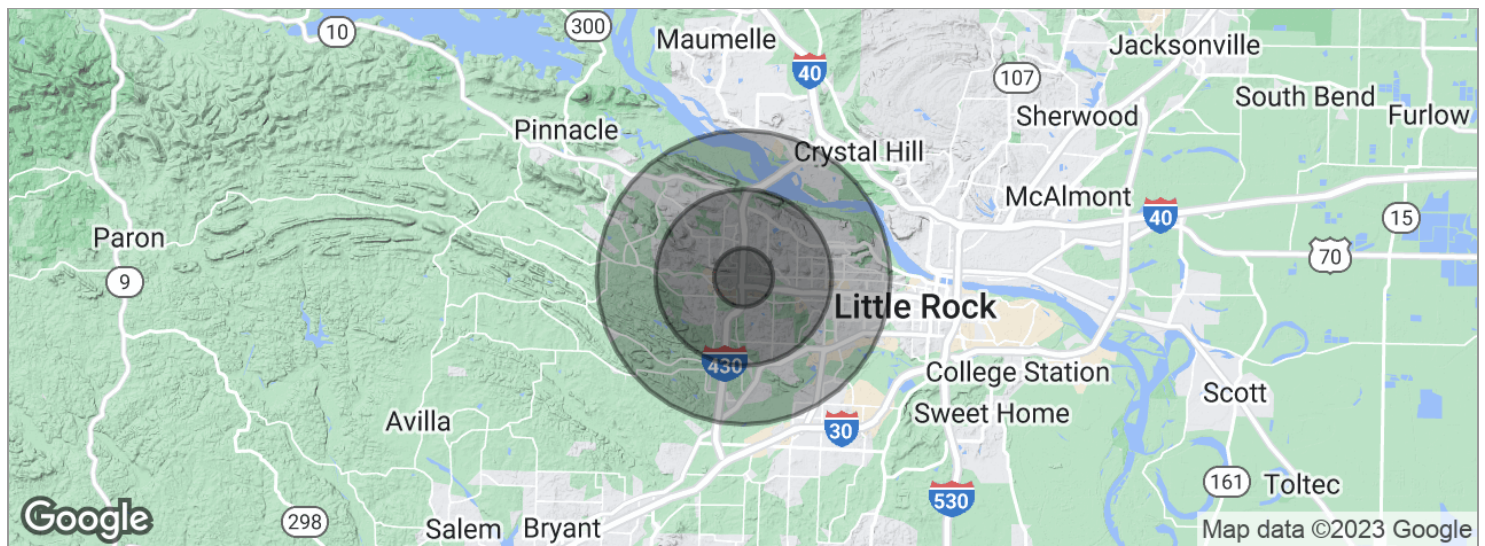 10
300
Maumelle
40
Jacksonville
107
South Bend
Sherwood
Furlow
Pinnacle
Crystal Hill
McAlmont
40
15
Paron
70
9
Little Rock
430
College Station
Scott
Sweet Home
Avilla
30
161
Toltec
530
Google
298
Salem
Bryant
Map data ©2023 Google